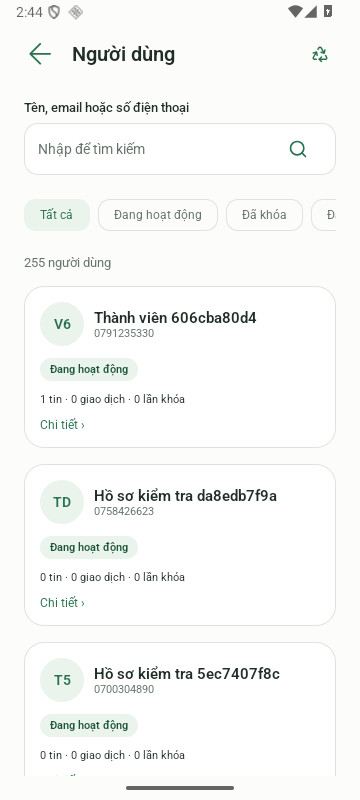 2:44
Người dùng
Tên, email hoặc số điện thoại
Nhập để tìm kiếm
Tất cả
Đang hoạt động
Đã khóa
255 người dùng
V6
Thành viên 606cba80d4
0791235330
Đang hoạt động
1 tin · 0 giao dịch · 0 lần khóa
Chi tiết ›
TD
Hồ sơ kiểm tra da8edb7f9a
0758426623
Đang hoạt động
0 tin · 0 giao dịch · 0 lần khóa
Chi tiết ›
T5
Hồ sơ kiểm tra 5ec7407f8c
0700304890
Đang hoạt động
0 tin · 0 giao dịch · 0 lần khóa